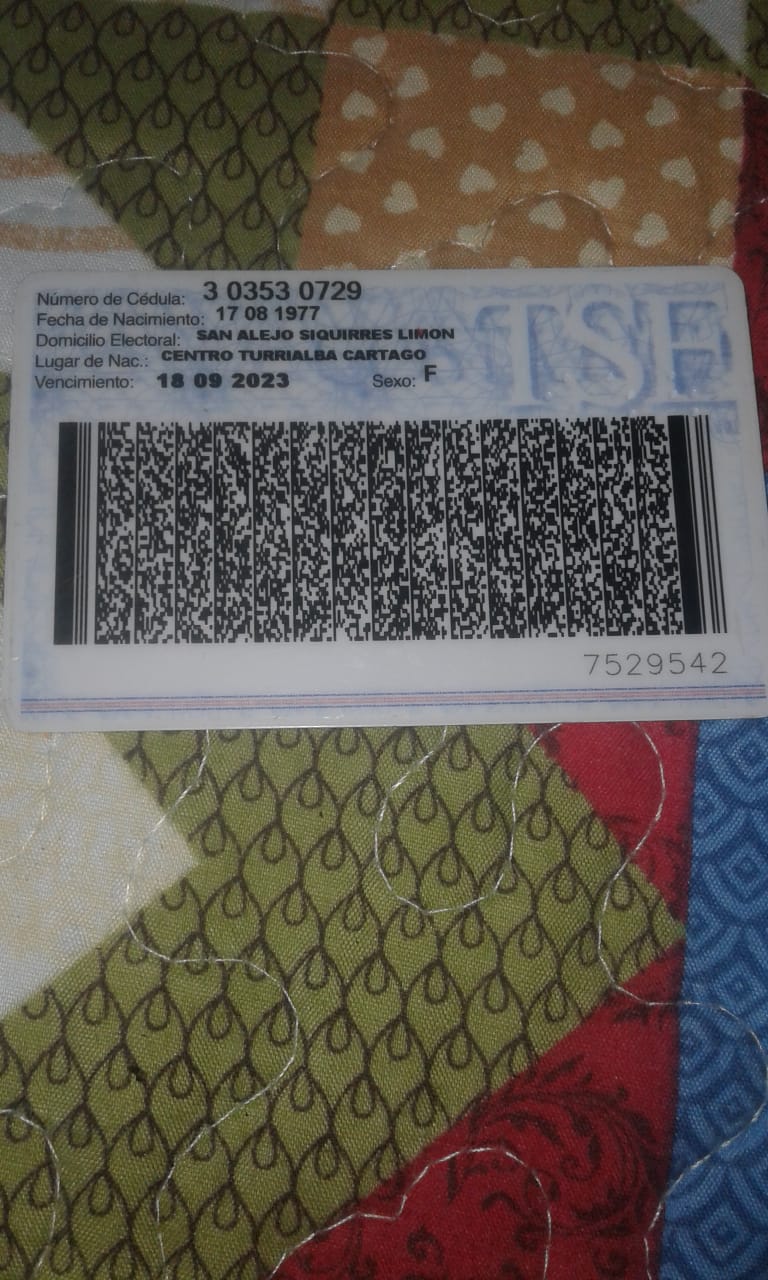 Número de Cédula: 3 0353 0729
Fecha de Nacimiento: 17 08 1977
Domicilio Electoral: SAN ALEJO SIQUIRRES LIMON
Lugar de Nac.: CENTRO TURRIALBA CARTAGO
Vencimiento: 18 09 2023 Sexo: F
TSE
7529542